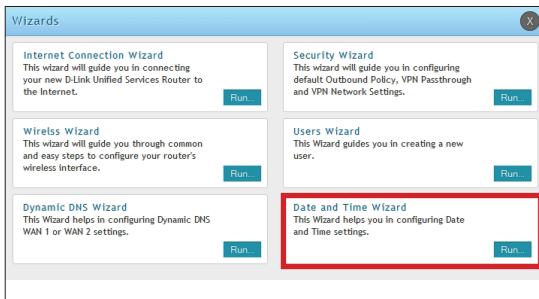 Wizards
X
Internet Connection Wizard
This wizard will guide you in connecting
your new D-Link Unified Services Router to
the Internet.
Run...
Security Wizard
This wizard will guide you in configuring
default Outbound Policy, VPN Passthrough
and VPN Network Settings.
Run...
Wirelss Wizard
This wizard will guide you through common
and easy steps to configure your router's
wireless interface.
Run...
Users Wizard
This Wizard guides you in creating a new
user.
Run...
Dynamic DNS Wizard
This Wizard helps in configuring Dynamic DNS
WAN 1 or WAN 2 settings.
Run...
Date and Time Wizard
This Wizard helps you in configuring Date
and Time settings.
Run...